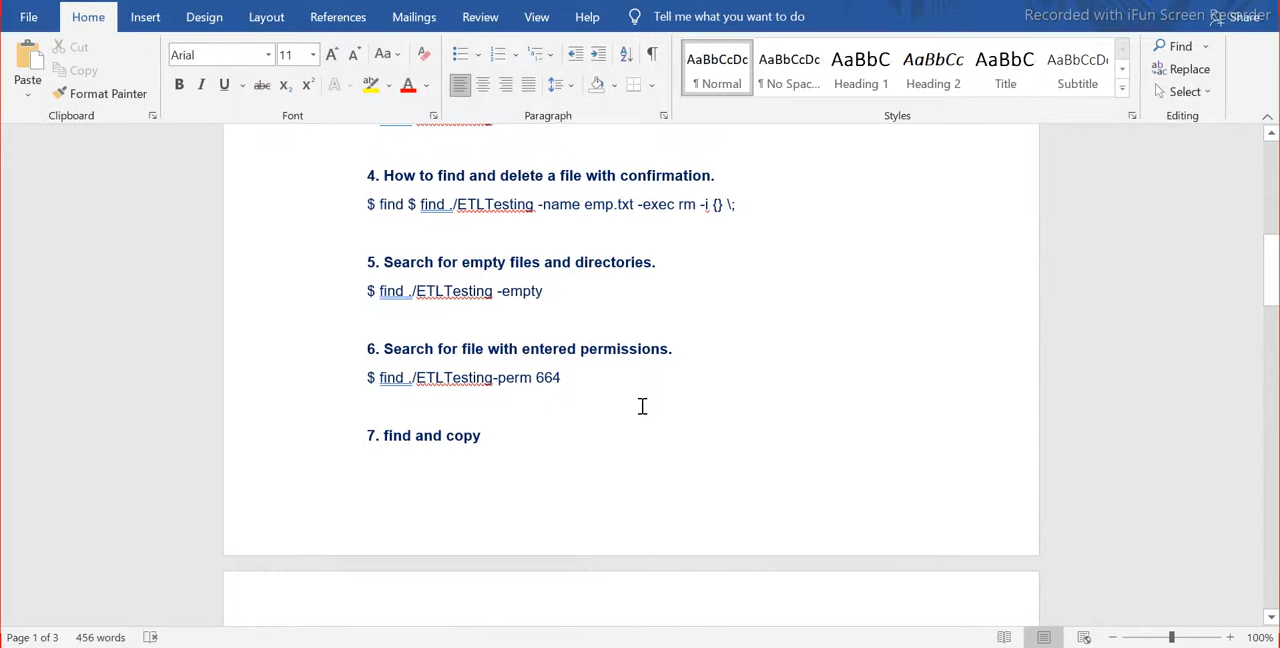 File Home Insert Design Layout References Mailings Review View Help Tell me what you want to do Share
Recorded with iFun Screen Recorder
Paste Cut Copy Format Painter Clipboard
Arial 11 Aa B I U abc X₂ X² A A Font
Paragraph
AaBbCcDc AaBbCcDc AaBbC AaBbCc AaBbC AaBbCcD
¶ Normal ¶ No Spac... Heading 1 Heading 2 Title Subtitle Styles
Find Replace Select Editing
4. How to find and delete a file with confirmation.
$ find $ find ./ETLTesting -name emp.txt -exec rm -i {} \;
5. Search for empty files and directories.
$ find ./ETLTesting -empty
6. Search for file with entered permissions.
$ find ./ETLTesting-perm 664
7. find and copy
Page 1 of 3 456 words 100%